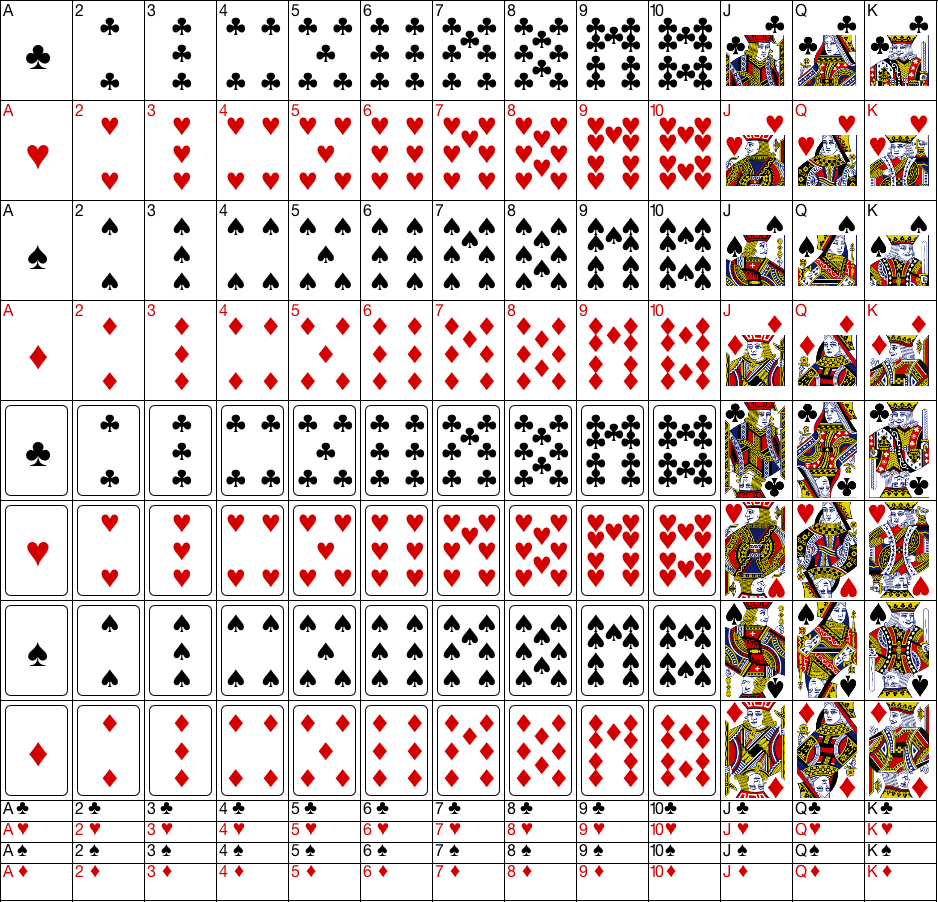 A 2 3 4 5 6 7 8 9 10 J Q K
A 2 3 4 5 6 7 8 9 10 J Q K
A 2 3 4 5 6 7 8 9 10 J Q K
A 2 3 4 5 6 7 8 9 10 J Q K
A♣ 2♣ 3♣ 4♣ 5♣ 6♣ 7♣ 8♣ 9♣ 10♣ J♣ Q♣ K♣
A♥ 2♥ 3♥ 4♥ 5♥ 6♥ 7♥ 8♥ 9♥ 10♥ J♥ Q♥ K♥
A♠ 2♠ 3♠ 4♠ 5♠ 6♠ 7♠ 8♠ 9♠ 10♠ J♠ Q♠ K♠
A♦ 2♦ 3♦ 4♦ 5♦ 6♦ 7♦ 8♦ 9♦ 10♦ J♦ Q♦ K♦